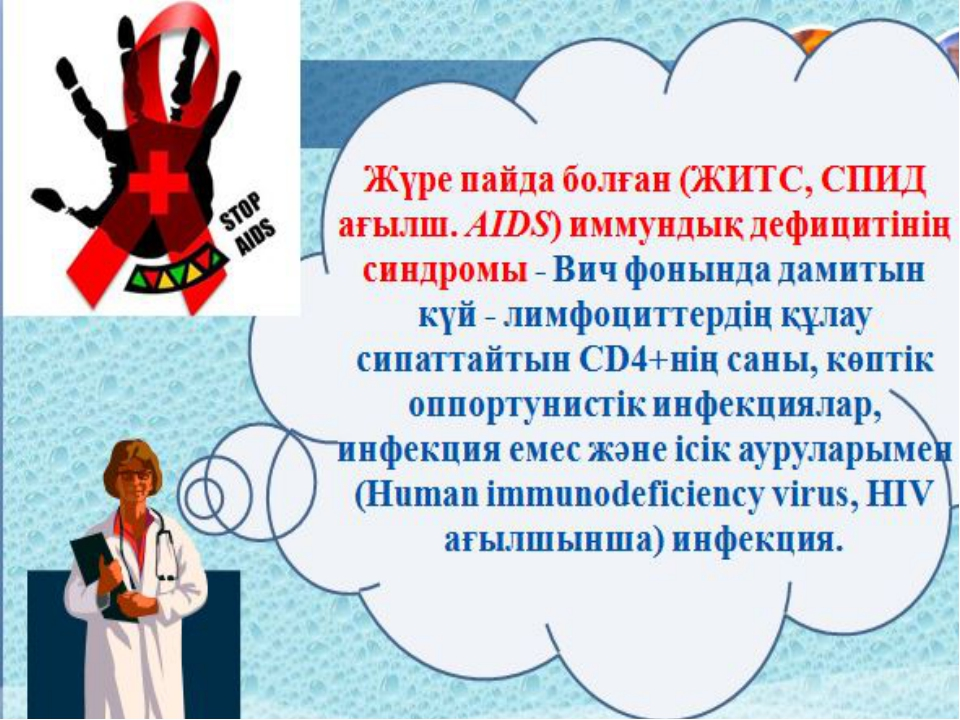 STOP
AIDS
Жүре пайда болған (ЖИТС, СПИД
ағылш. AIDS) иммундық дефицитінің
синдромы - Вич фонында дамитын
күй - лимфоциттердің құлау
сипаттайтын CD4+нің саны, көптік
оппортунистік инфекциялар,
инфекция емес және ісік ауруларымен
(Human immunodeficiency virus, HIV
ағылшынша) инфекция.